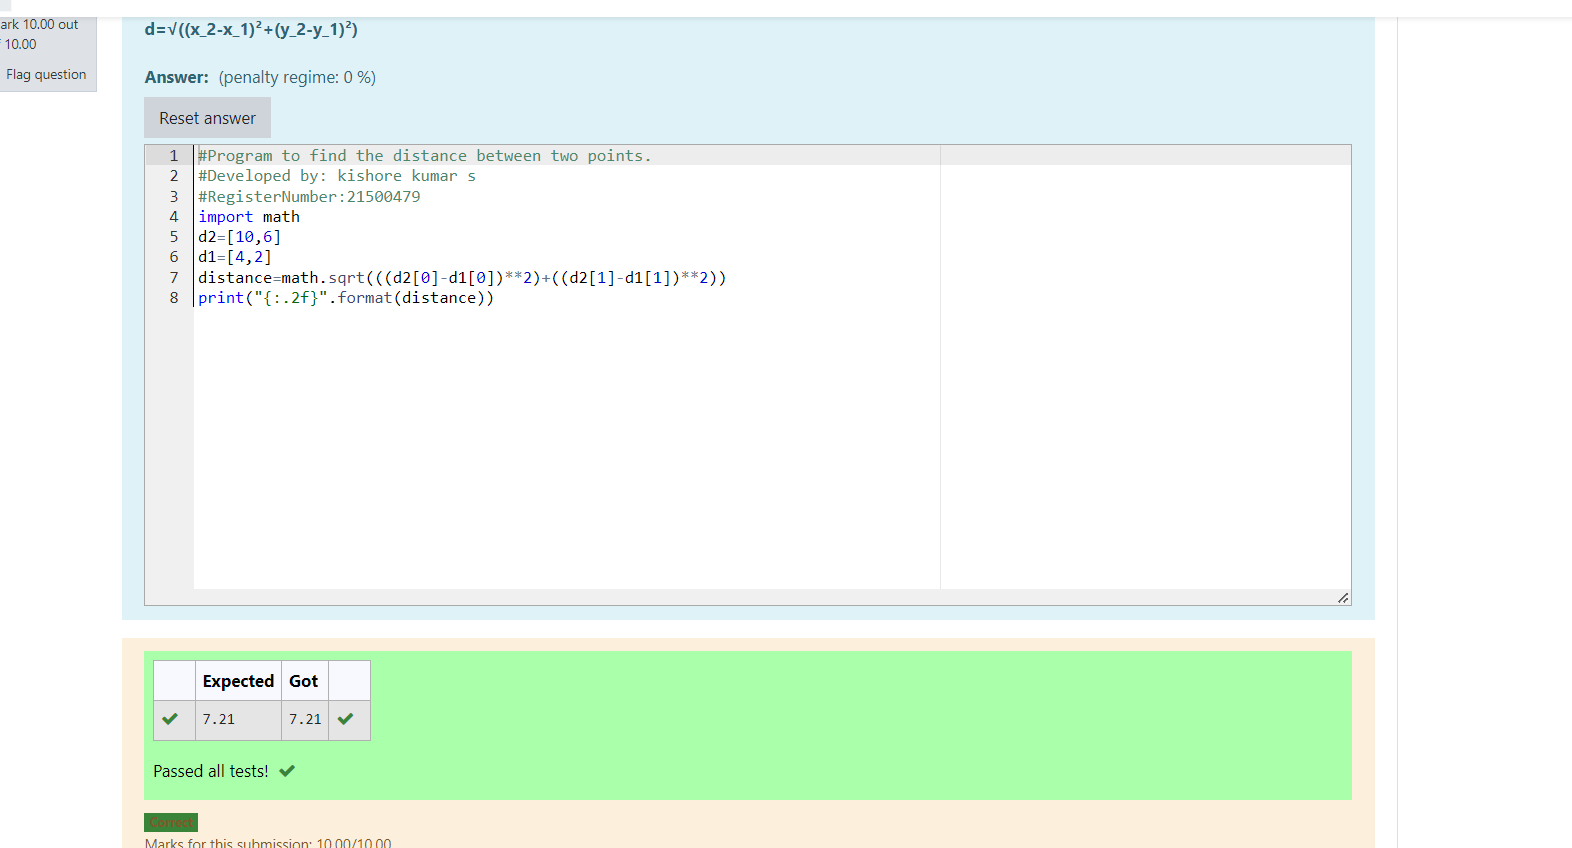 ark 10.00 out
10.00
Flag question
d=√((x_2-x_1)²+(y_2-y_1)²)
Answer: (penalty regime: 0 %)
Reset answer
1 #Program to find the distance between two points.
2 #Developed by: kishore kumar s
3 #RegisterNumber:21500479
4 import math
5 d2=[10,6]
6 d1=[4,2]
7 distance=math.sqrt(((d2[0]-d1[0])**2)+((d2[1]-d1[1])**2))
8 print("{:.2f}".format(distance))
Expected Got
7.21 7.21
Passed all tests!
Correct
Marks for this submission: 10.00/10.00